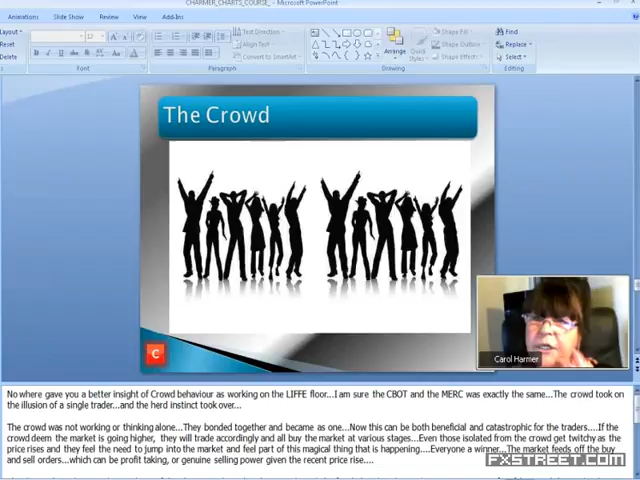 CHARMER_CHARTS_COURSE_ - Microsoft PowerPoint
Animations Slide Show Review View Add-Ins
Layout Reset Delete
12
Text Direction Align Text Convert to SmartArt
Arrange Quick Styles Shape Fill Shape Outline Shape Effects
Find Replace Select
Font Paragraph Drawing Editing
The Crowd
C
Carol Harmer
No where gave you a better insight of Crowd behaviour as working on the LIFFE floor...I am sure the CBOT and the MERC was exactly the same...The crowd took on
the illusion of a single trader...and the herd instinct took over...
The crowd was not working or thinking alone...They bonded together and became as one...Now this can be both beneficial and catastrophic for the traders....If the
crowd deem the market is going higher, they will trade accordingly and all buy the market at various stages...Even those isolated from the crowd get twitchy as the
price rises and they feel the need to jump into the market and feel part of this magical thing that is happening....Everyone a winner...The market feeds off the buy
and sell orders...which can be profit taking, or genuine selling power given the recent price rise....
FXSTREET.COM